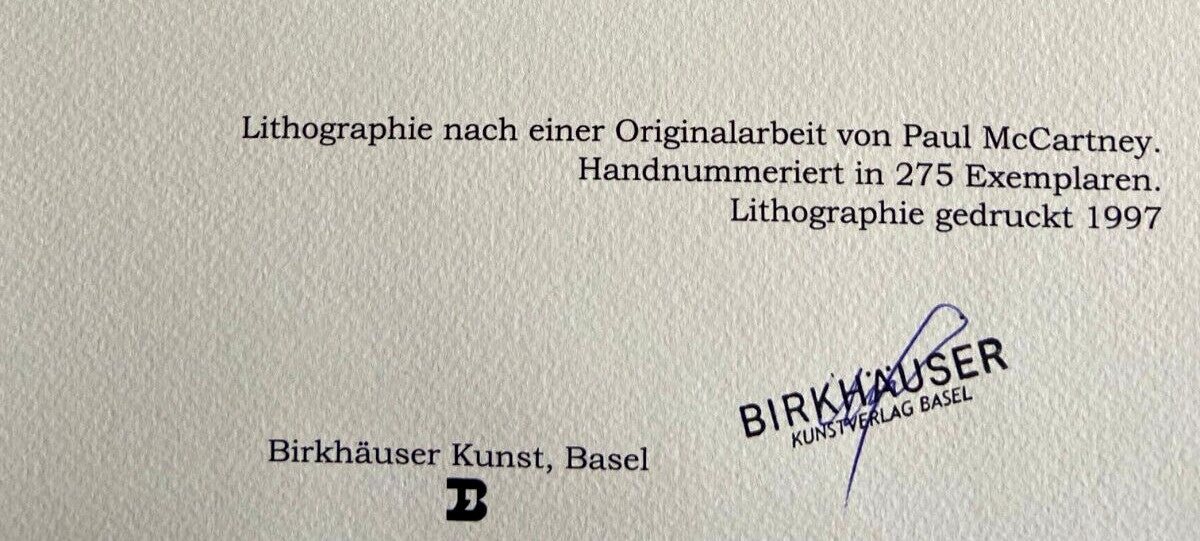 Lithographie nach einer Originalarbeit von Paul McCartney.
Handnummeriert in 275 Exemplaren.
Lithographie gedruckt 1997
BIRKHÄUSER
KUNSTVERLAG BASEL
Birkhäuser Kunst, Basel
B